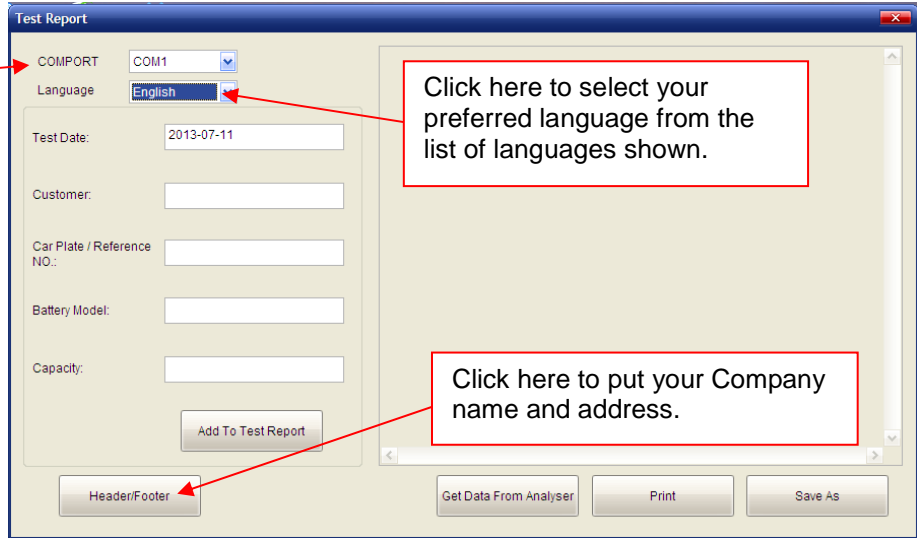 Test Report
COMPORT COM1
Language English
Click here to select your
preferred language from the
list of languages shown.
Test Date: 2013-07-11
Customer:
Car Plate / Reference
NO.:
Battery Model:
Capacity:
Click here to put your Company
name and address.
Add To Test Report
Header/Footer
Get Data From Analyser
Print
Save As